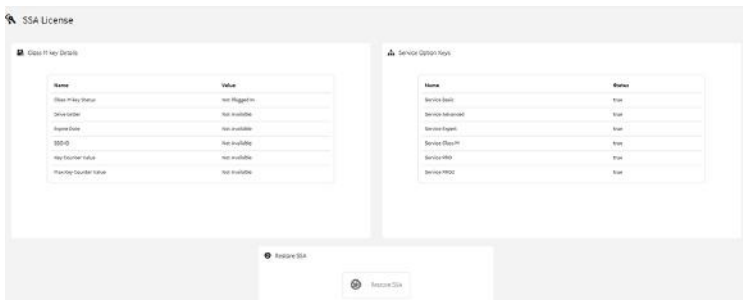 SSA License
Class M Key Details
Name Value
Class M Key Status Not Plugged In
Drive Letter Not Available
Expire Date Not Available
SSO ID Not Available
Key Counter Value Not Available
Max Key Counter Value Not Available
Service Option Keys
Name Status
Service Basic true
Service Advanced true
Service Expert true
Service Class M true
Service true
Service true
Restore SSA
Restore SSA